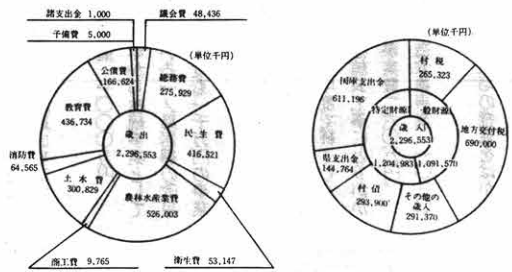 諸支出金 1,000
議会費 48,436
予備費 5,000
(単位千円)
公債費
166,624
総務費
275,929
教育費
436,734
歳出
2,296,553
民生費
416,521
消防費
64,565
土木費
300,829
農林水産業費
526,003
商工費 9,765
衛生費 53,147
(単位千円)
村税
265,323
国庫支出金
611,196
特定財源
一般財源
地方交付税
690,000
歳入
2,296,553
県支出金
144,764
1,204,983
1,091,570
村債
293,900
その他の
歳入
291,370